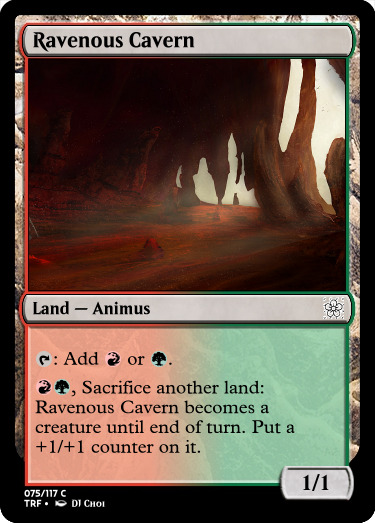 Ravenous Cavern
Land — Animus
: Add or .
, Sacrifice another land:
Ravenous Cavern becomes a
creature until end of turn. Put a
+1/+1 counter on it.
1/1
075/117 C
TRF • DJ Choi